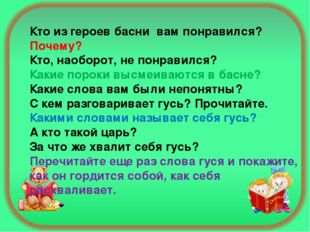 Кто из героев басни вам понравился?
Почему?
Кто, наоборот, не понравился?
Какие пороки высмеиваются в басне?
Какие слова вам были непонятны?
С кем разговаривает гусь? Прочитайте.
Какими словами называет себя гусь?
А кто такой царь?
За что же хвалит себя гусь?
Перечитайте еще раз слова гуся и покажите,
как он гордится собой, как себя
расхваливает.